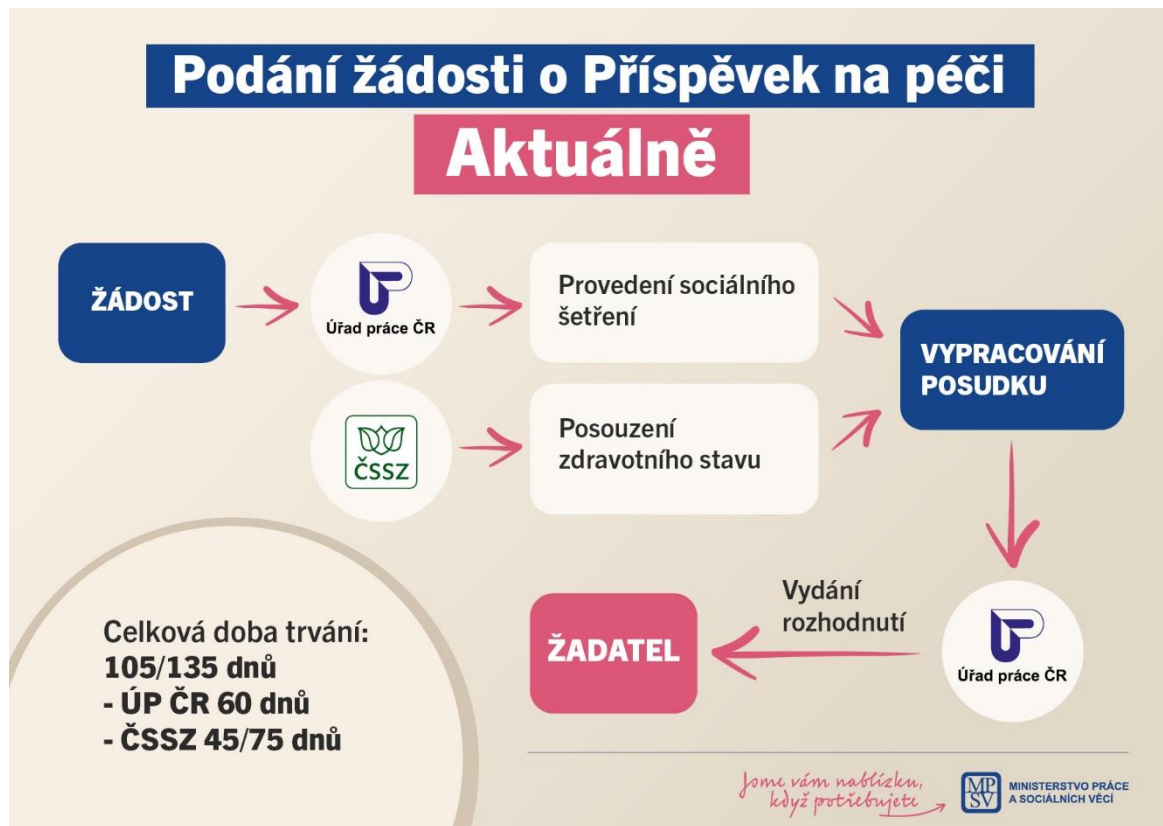 Podání žádosti o Příspěvek na péči
Aktuálně
ŽÁDOST
Úřad práce ČR
Provedení sociálního
šetření
ČSSZ
Posouzení
zdravotního stavu
VYPRACOVÁNÍ
POSUDKU
Úřad práce ČR
Vydání
rozhodnutí
ŽADATEL
Celková doba trvání:
105/135 dnů
- ÚP ČR 60 dnů
- ČSSZ 45/75 dnů
Jsme vám nablízku,
když potřebujete
MP
SV
MINISTERSTVO PRÁCE
A SOCIÁLNÍCH VĚCÍ